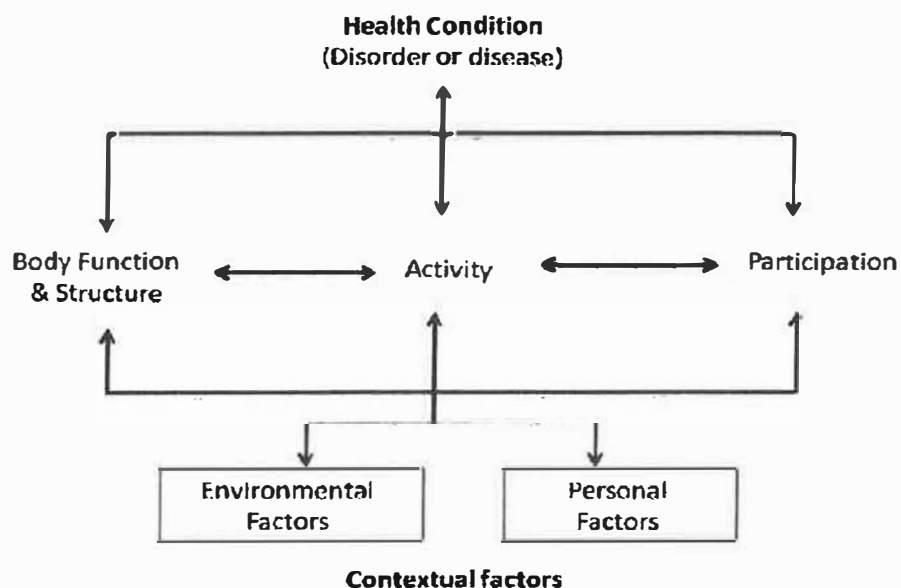 Health Condition
(Disorder or disease)
Body Function
& Structure
Activity
Participation
Environmental
Factors
Personal
Factors
Contextual factors